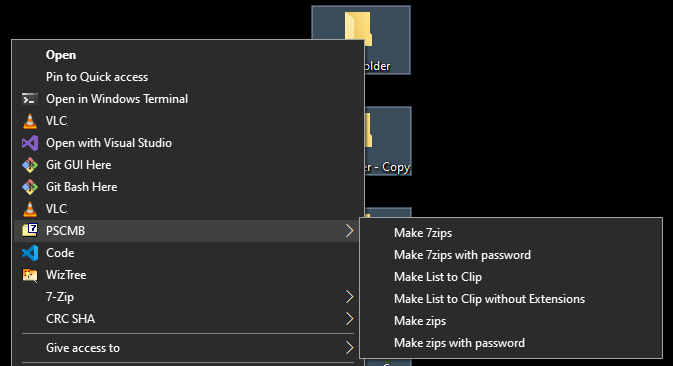 older
Open
Pin to Quick access
Open in Windows Terminal
VLC
Open with Visual Studio
Git GUI Here
er - Copy
Git Bash Here
VLC
PSCMB
Code
WizTree
7-Zip
CRC SHA
Give access to
Make 7zips
Make 7zips with password
Make List to Clip
Make List to Clip without Extensions
Make zips
Make zips with password